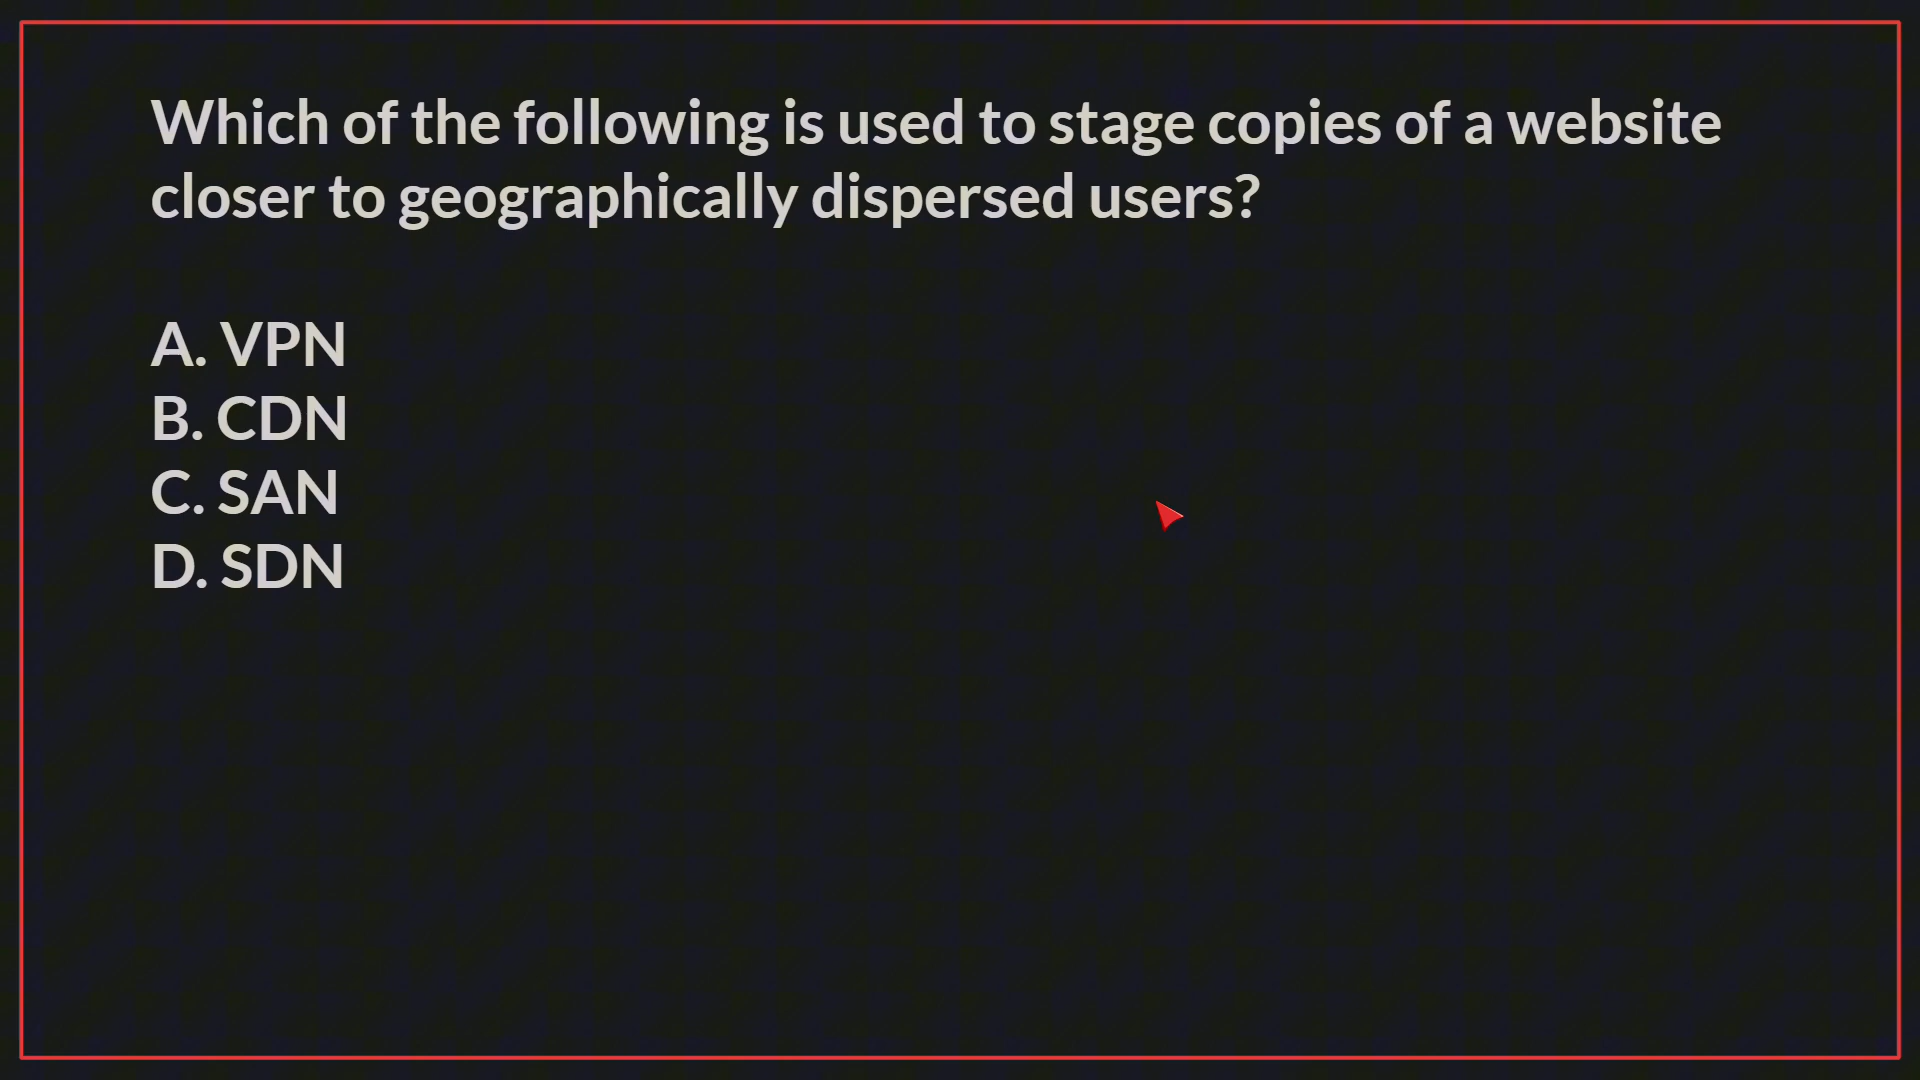 Which of the following is used to stage copies of a website
closer to geographically dispersed users?
A. VPN
B. CDN
C. SAN
D. SDN